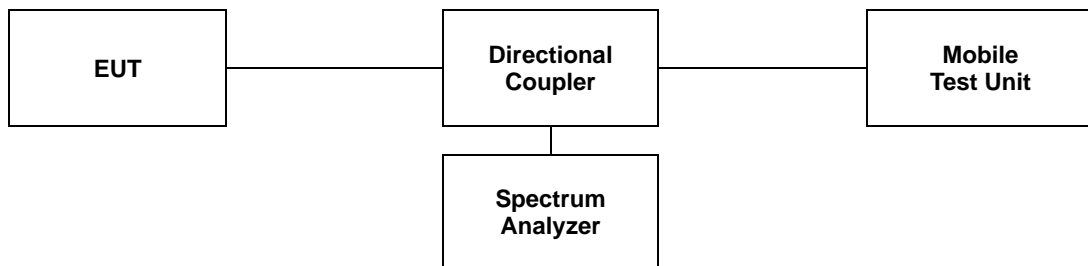 EUT
Directional
Coupler
Mobile
Test Unit
Spectrum
Analyzer